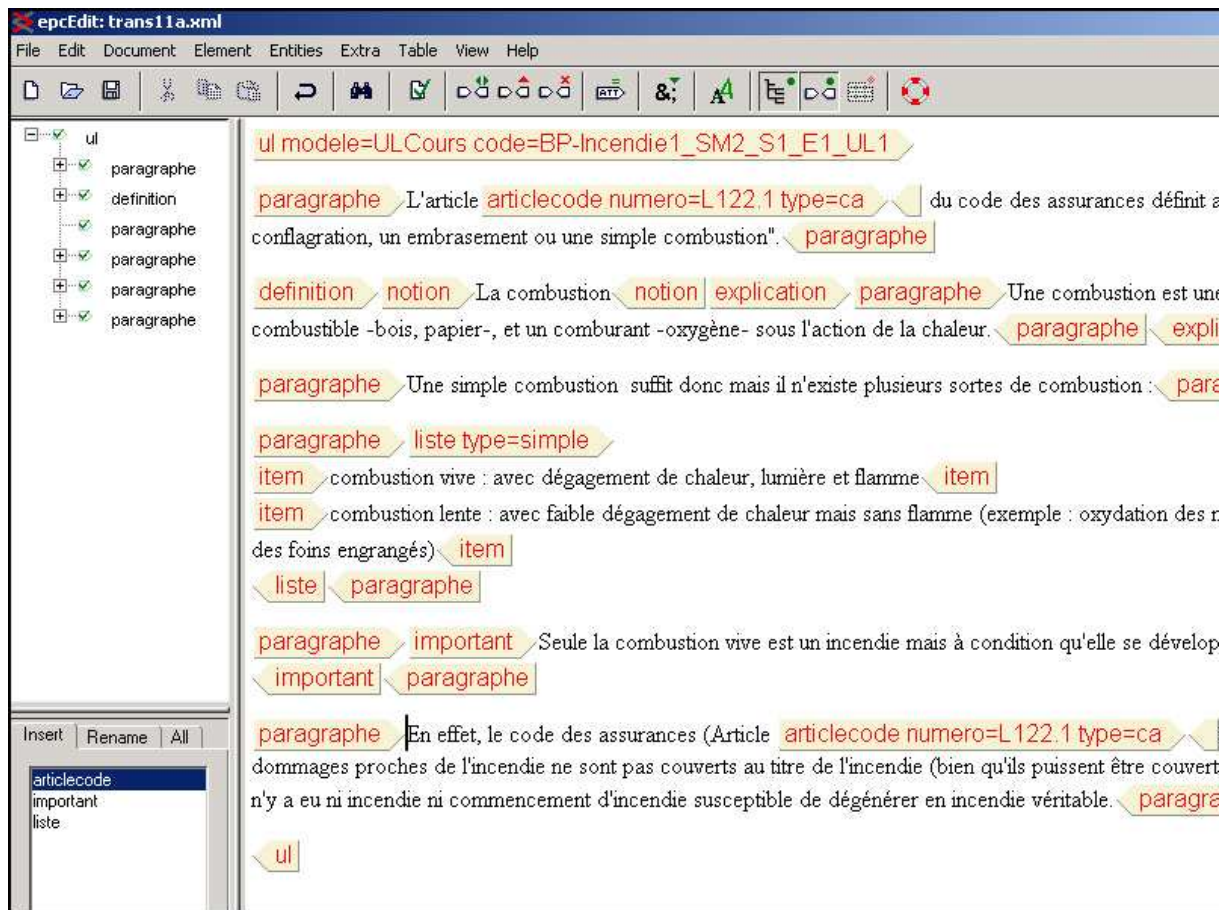 epcEdit: trans11a.xml
File Edit Document Element Entities Extra Table View Help
ATT &; A A
ul
paragraphe
definition
paragraphe
paragraphe
paragraphe
paragraphe
ul modele=ULCours code=BP-Incendie1_SM2_S1_E1_UL1
paragraphe L'article articlecode numero=L122.1 type=ca du code des assurances définit a
conflagration, un embrasement ou une simple combustion". paragraphe
definition notion La combustion notion explication paragraphe Une combustion est une
combustible -bois, papier-, et un comburant -oxygène- sous l'action de la chaleur. paragraphe expli
paragraphe Une simple combustion suffit donc mais il n'existe plusieurs sortes de combustion : para
paragraphe liste type=simple
item combustion vive : avec dégagement de chaleur, lumière et flamme item
item combustion lente : avec faible dégagement de chaleur mais sans flamme (exemple : oxydation des
des foins engrangés) item
liste paragraphe
paragraphe important Seule la combustion vive est un incendie mais à condition qu'elle se dévelop
important paragraphe
paragraphe En effet, le code des assurances (Article articlecode numero=L122.1 type=ca
dommages proches de l'incendie ne sont pas couverts au titre de l'incendie (bien qu'ils puissent être couvert
n'y a eu ni incendie ni commencement d'incendie susceptible de dégénérer en incendie véritable. paragra
ul
Insert Rename All
articlecode
important
liste